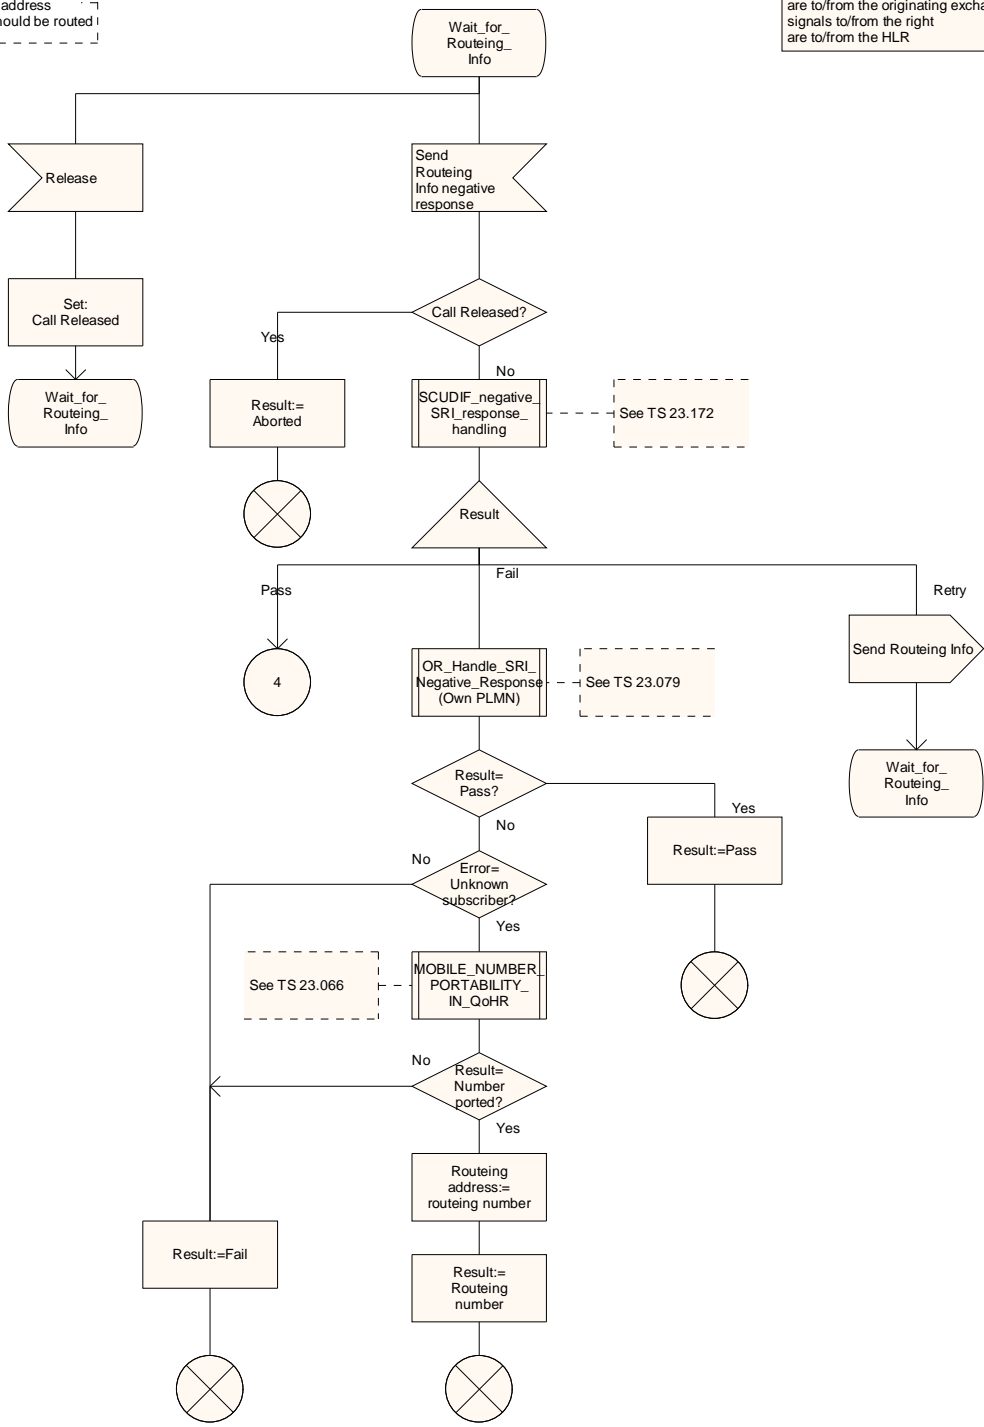 address
hould be routed
are to/from the originating excha
signals to/from the right
are to/from the HLR
Wait_for_
Routeing_
Info
Release
Send
Routeing
Info negative
response
Set:
Call Released
Call Released?
Yes
No
Wait_for_
Routeing_
Info
Result:=
Aborted
SCUDIF_negative_
SRI_response_
handling
See TS 23.172
Result
Pass
Fail
Retry
4
OR_Handle_SRI_
Negative_Response
(Own PLMN)
See TS 23.079
Send Routeing Info
Result=
Pass?
Yes
No
Wait_for_
Routeing_
Info
Result:=Pass
No
Error=
Unknown
subscriber?
Yes
See TS 23.066
MOBILE_NUMBER_
PORTABILITY_
IN_QoHR
No
Result=
Number
ported?
Yes
Routeing
address:=
routeing number
Result:=Fail
Result:=
Routeing
number